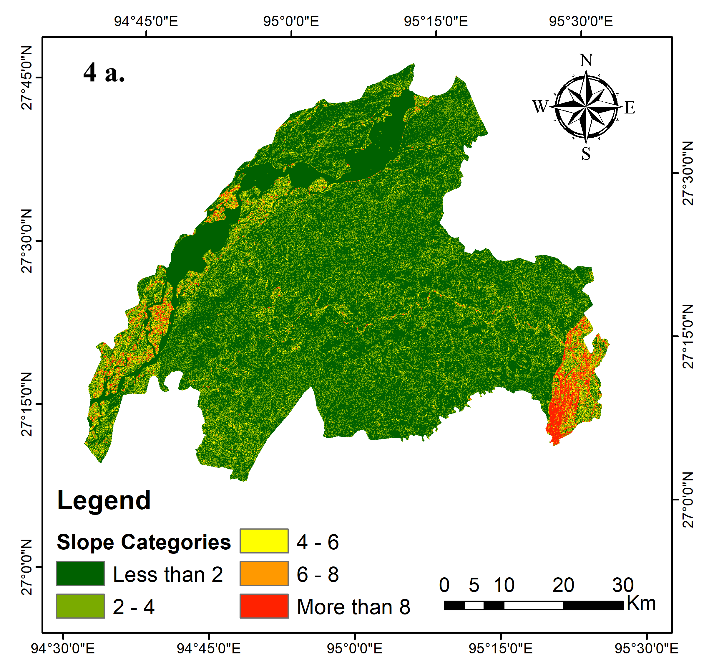 94°45'0"E 95°0'0"E 95°15'0"E 95°30'0"E
4 a.
N
W E
S
27°45'0"N
27°30'0"N
27°15'0"N
27°0'0"N
27°30'0"N
27°15'0"N
27°0'0"N
Legend
Slope Categories
Less than 2
2 - 4
4 - 6
6 - 8
More than 8
0 5 10 20 30
Km
94°30'0"E 94°45'0"E 95°0'0"E 95°15'0"E 95°30'0"E